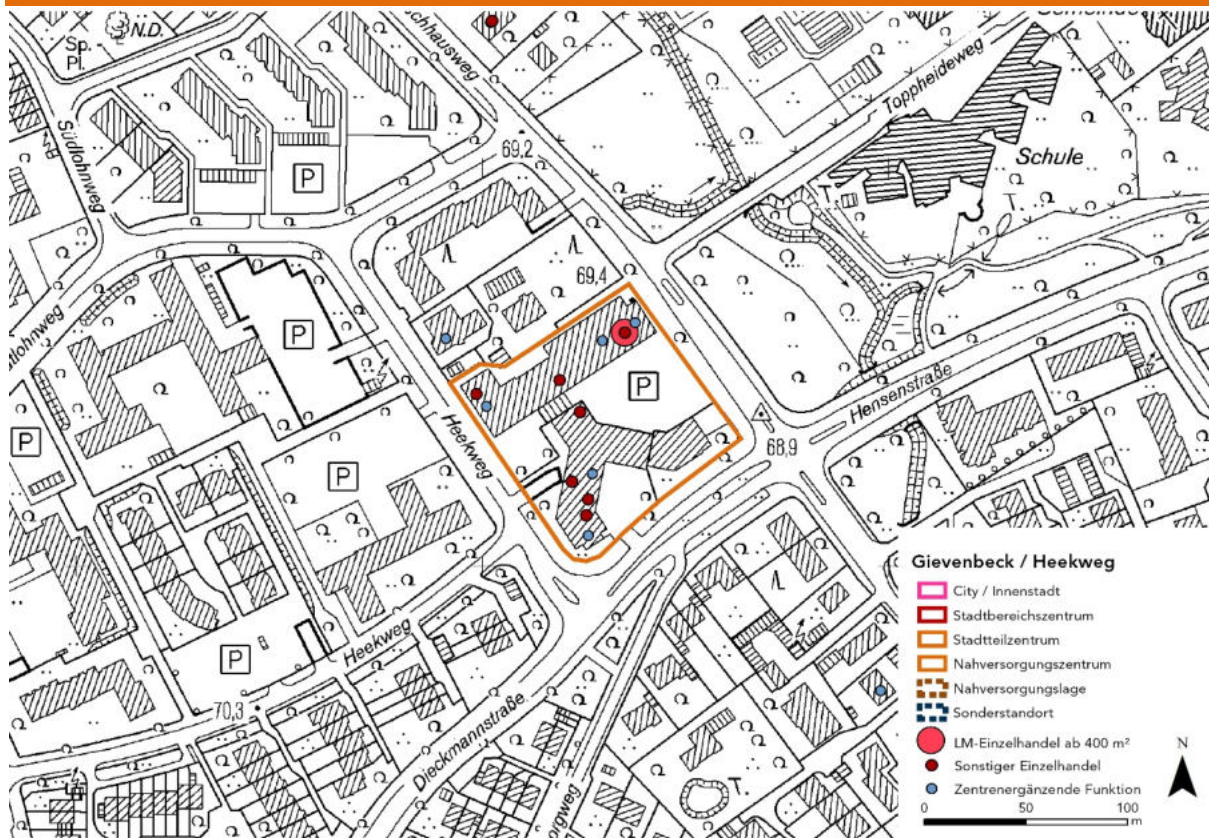 N.D.
Sp.
Pl.
Südlohnweg
P
69,2
Toppheideweg
Schule
69,4
P
P
P
P
Heekweg
Hensenstraße
68,9
Heekweg
P
70,3
Dieckmannstraße
Gievenbeck / Heekweg
City / Innenstadt
Stadtbereichszentrum
Stadtteilzentrum
Nahversorgungszentrum
Nahversorgungslage
Sonderstandort
LM-Einzelhandel ab 400 m²
Sonstiger Einzelhandel
Zentrenergänzende Funktion
N
0 50 100
m